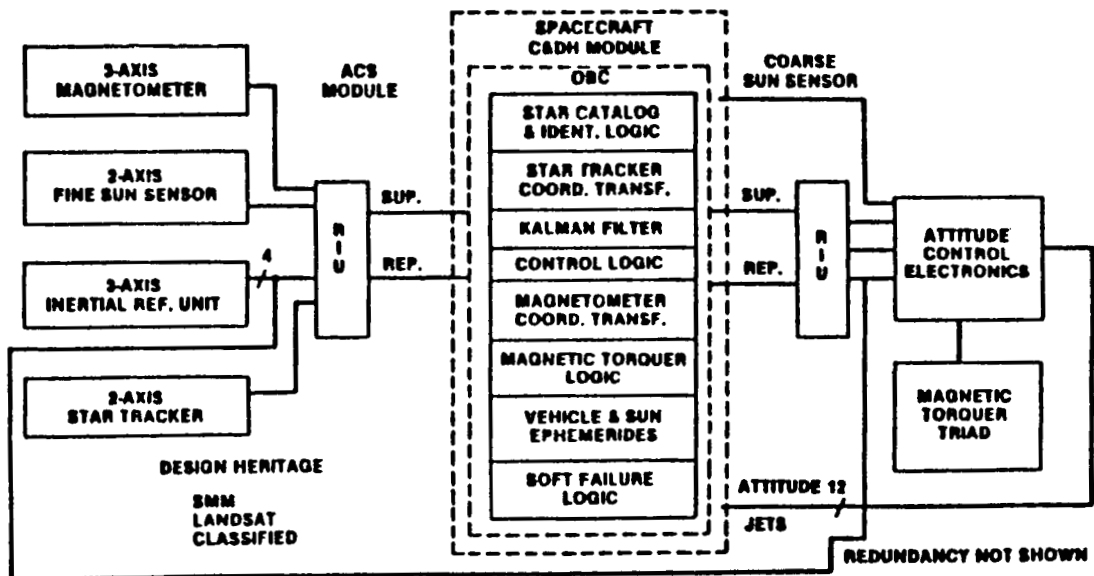 3-AXIS
MAGNETOMETER
2-AXIS
FINE SUN SENSOR
4
3-AXIS
INERTIAL REF. UNIT
2-AXIS
STAR TRACKER
DESIGN HERITAGE
SMM
LANDSAT
CLASSIFIED
ACS
MODULE
RIU
SUP.
REP.
SPACECRAFT
C&DH MODULE
OBC
STAR CATALOG
& IDENT. LOGIC
STAR TRACKER
COORD. TRANSF.
KALMAN FILTER
CONTROL LOGIC
MAGNETOMETER
COORD. TRANSF.
MAGNETIC TORQUER
LOGIC
VEHICLE & SUN
EPHEMERIDES
SOFT FAILURE
LOGIC
COARSE
SUN SENSOR
SUP.
REP.
RIU
ATTITUDE
CONTROL
ELECTRONICS
MAGNETIC
TORQUER
TRIAD
ATTITUDE 12
JETS
REDUNDANCY NOT SHOWN